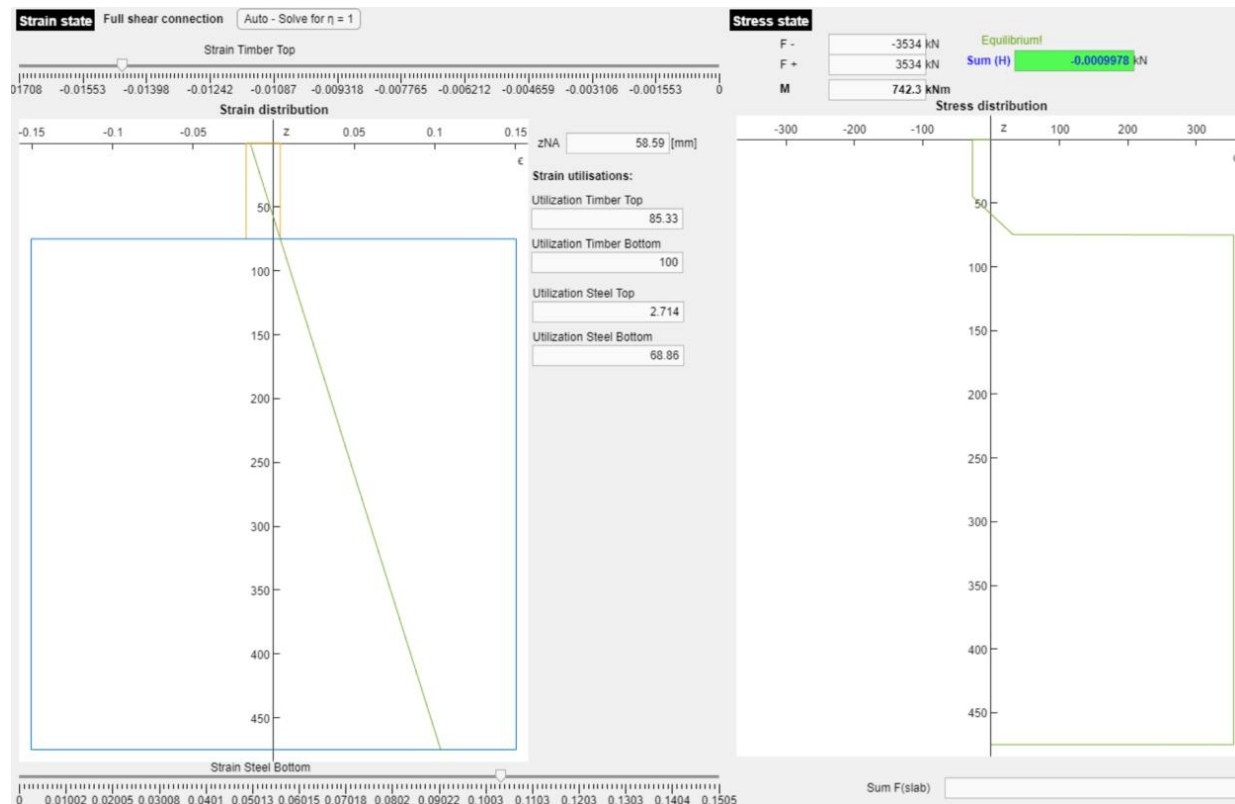 Strain state Full shear connection Auto - Solve for η = 1
Strain Timber Top
01708 -0.01553 -0.01398 -0.01242 -0.01087 -0.009318 -0.007765 -0.006212 -0.004659 -0.003106 -0.001553 0
Strain distribution
-0.15 -0.1 -0.05 z 0.05 0.1 0.15
ϵ
50
100
150
200
250
300
350
400
450
zNA 58.59 [mm]
Strain utilisations:
Utilization Timber Top
85.33
Utilization Timber Bottom
100
Utilization Steel Top
2.714
Utilization Steel Bottom
68.86
Strain Steel Bottom
0 0.01002 0.02005 0.03008 0.0401 0.05013 0.06015 0.07018 0.0802 0.09022 0.1003 0.1103 0.1203 0.1303 0.1404 0.1505
Stress state
F - -3534 kN
F + 3534 kN
M 742.3 kNm
Equilibrium!
Sum (H) -0.0009978 kN
Stress distribution
-300 -200 -100 z 100 200 300
50
100
150
200
250
300
350
400
450
Sum F(slab)